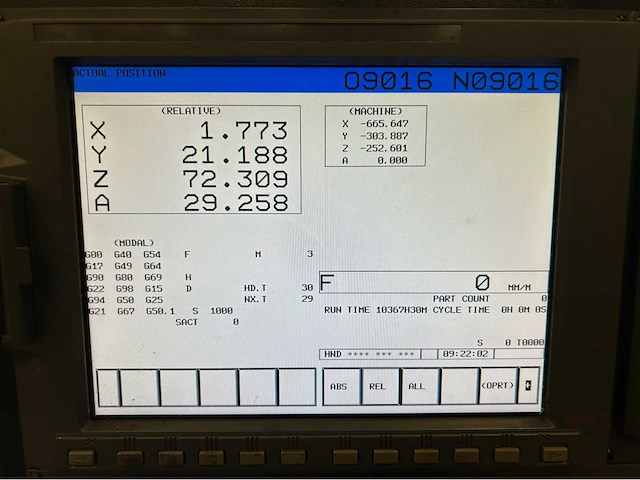 ACTUAL POSITION O9016 N09016
(RELATIVE)
X 1.773
Y 21.188
Z 72.309
A 29.258
(MACHINE)
X -665.647
Y -303.887
Z -252.601
A 0.000
(MODAL)
G00 G40 G54 F M 3
G17 G49 G64
G90 G80 G69 H
G22 G98 G15 D HD.T 30
G94 G50 G25 NX.T 29
G21 G67 G50.1 S 1000
SACT 0
F 0 MM/M
PART COUNT 0
RUN TIME 10367H30M CYCLE TIME 0H 0M 0S
S 0 T0000
HND **** *** *** 09:22:02
ABS REL ALL (OPRT)